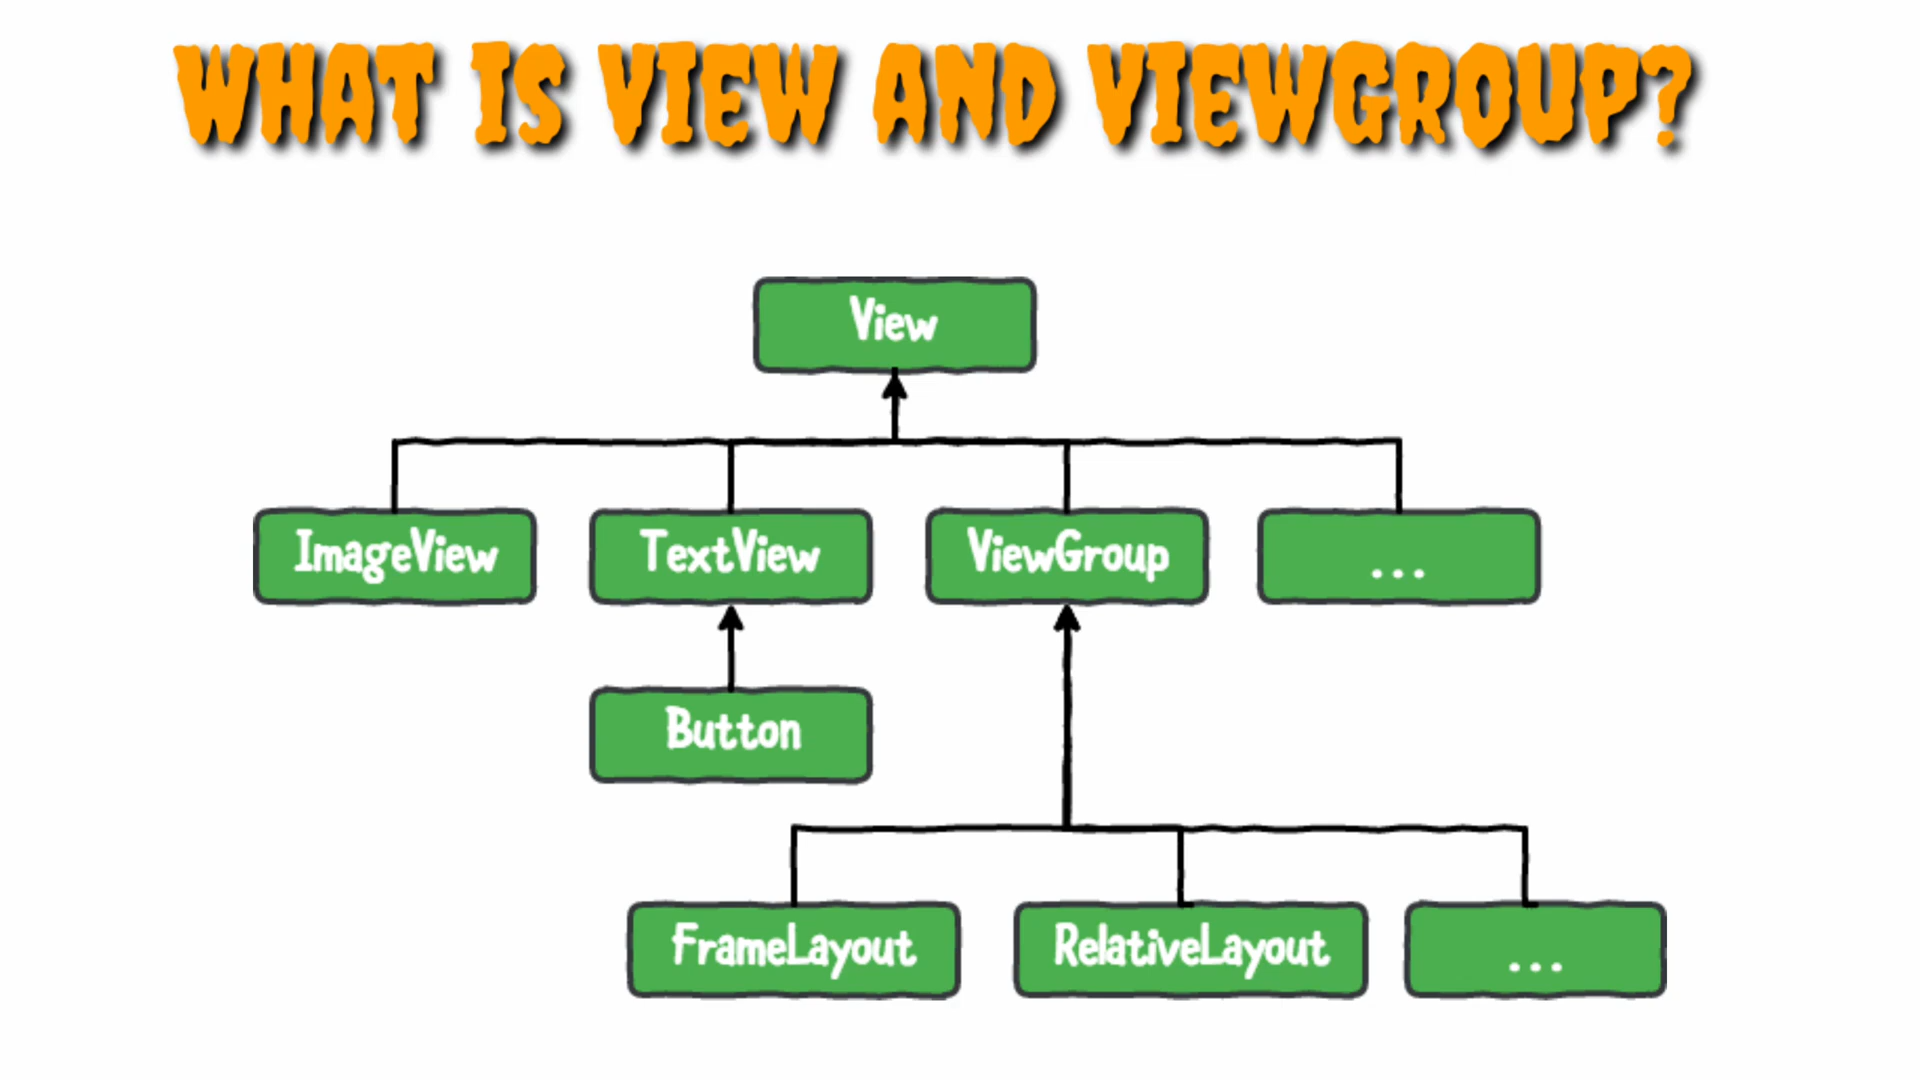 WHAT IS VIEW AND VIEWGROUP?
View
ImageView
TextView
ViewGroup
...
Button
FrameLayout
RelativeLayout
...